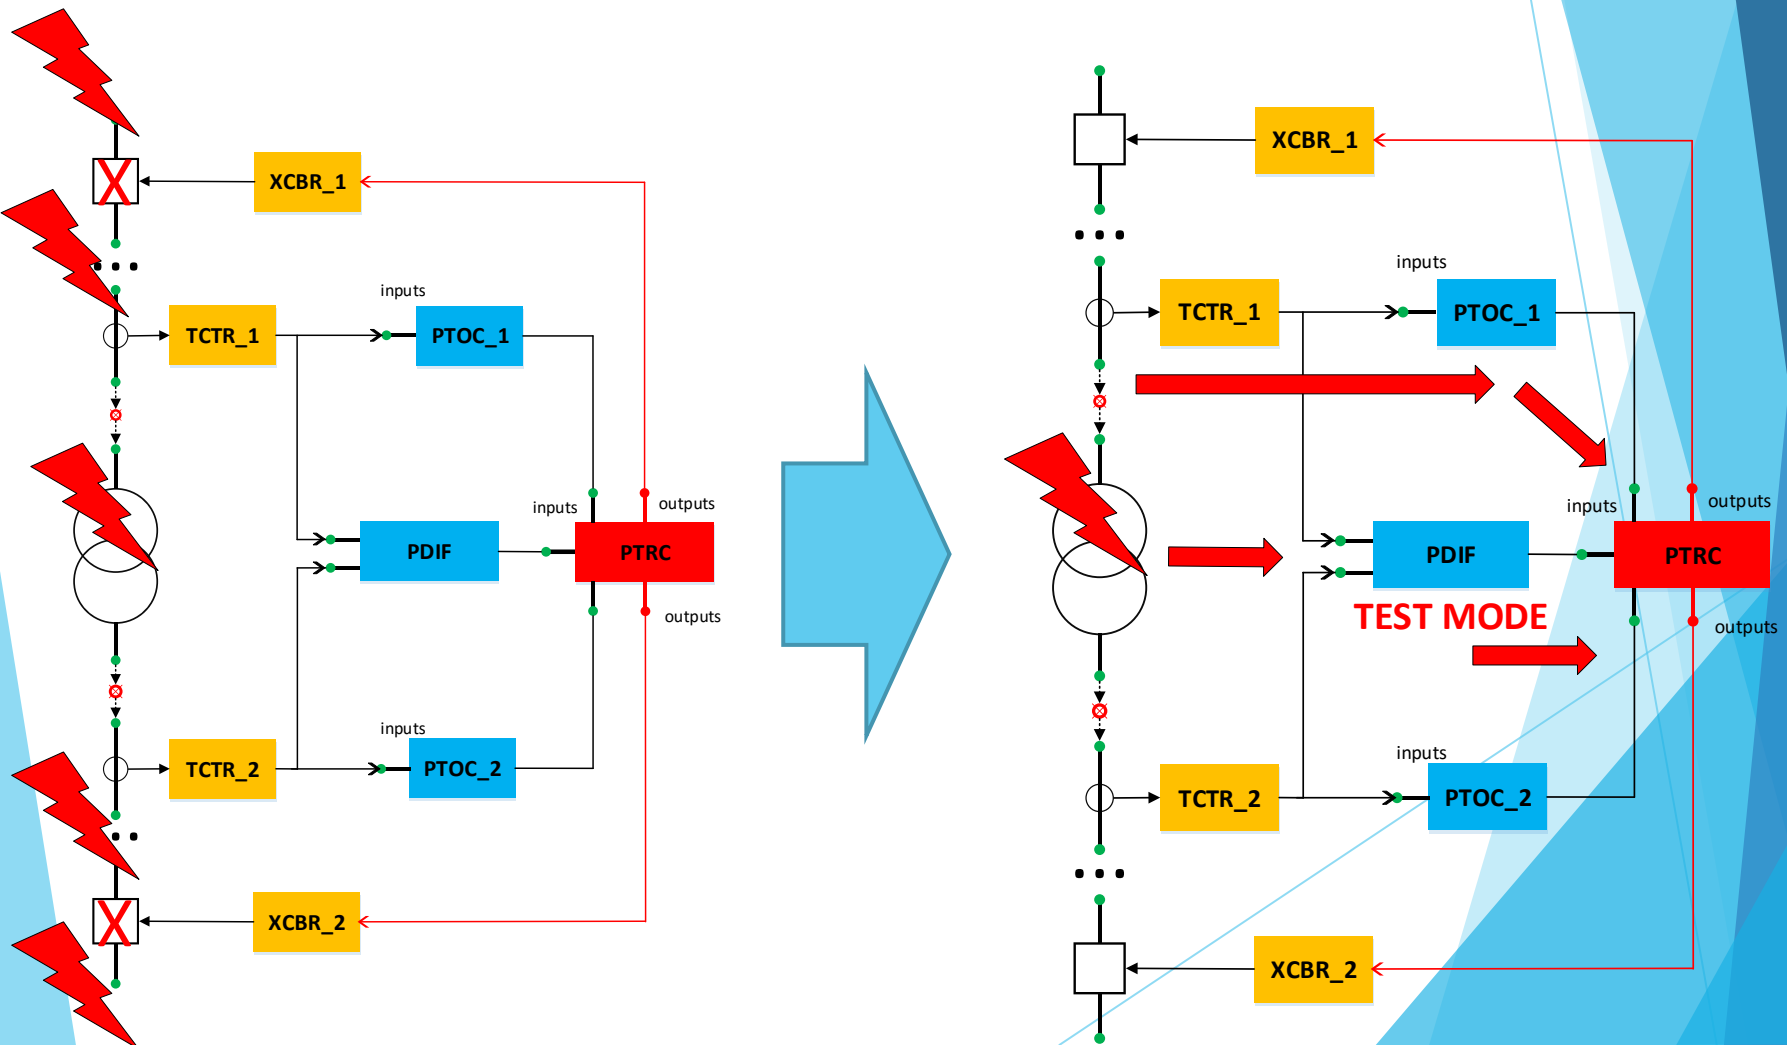 XCBR_1
inputs
TCTR_1
PTOC_1
inputs
outputs
PDIF
PTRC
outputs
inputs
TCTR_2
PTOC_2
XCBR_2
XCBR_1
inputs
TCTR_1
PTOC_1
inputs
outputs
PDIF
PTRC
TEST MODE
outputs
inputs
TCTR_2
PTOC_2
XCBR_2